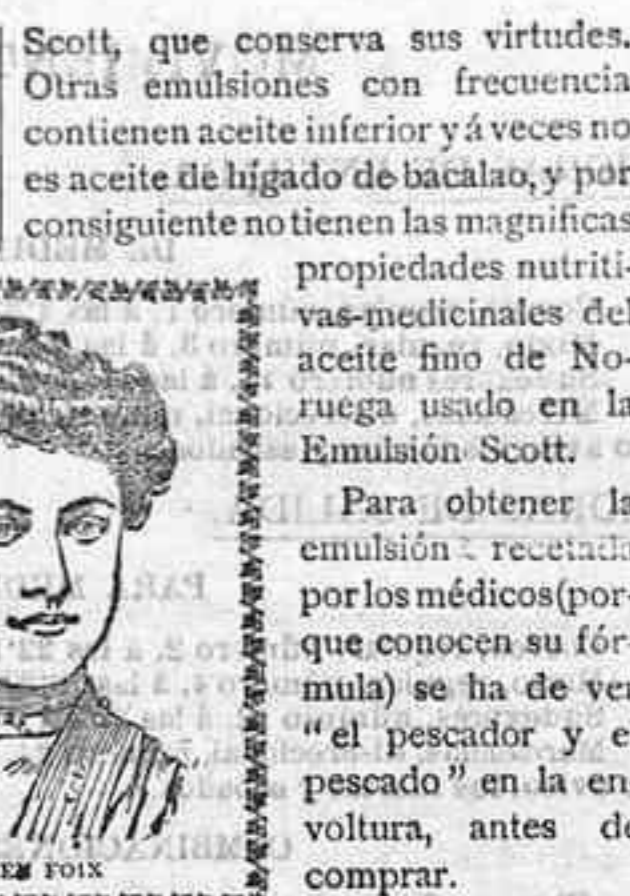 Scott, que conserva sus virtudes.
Otras emulsiones con frecuencia
contienen aceite inferior y á veces no
es aceite de hígado de bacalao, y por
consiguiente no tienen las magnificas
propiedades nutriti-
vas-medicinales del
aceite fino de No-
ruega usado en la
Emulsión Scott.
Para obtener la
emulsión recetada
por los médicos (por-
que conocen su fór-
mula) se ha de ver
"el pescador y el
pescado" en la en
voltura, antes de
comprar.
FOIX